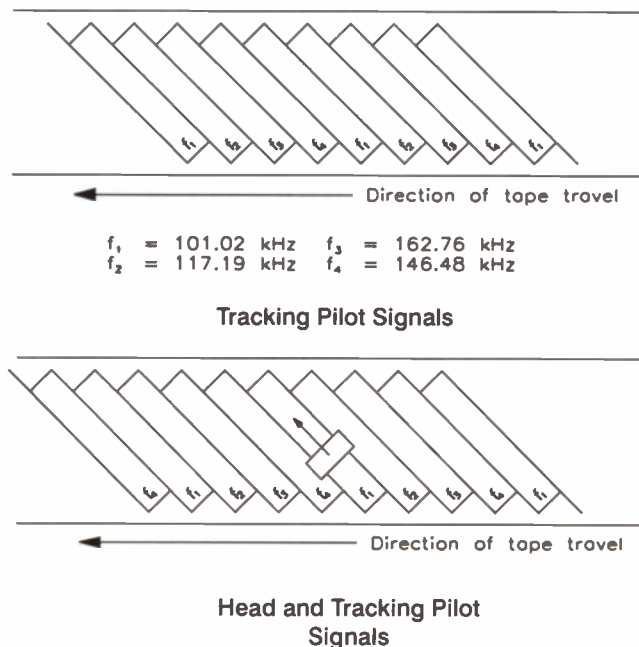 f₁ f₂ f₃ f₄ f₁ f₂ f₃ f₄ f₁
Direction of tape travel
f₁ = 101.02 kHz f₃ = 162.76 kHz
f₂ = 117.19 kHz f₄ = 146.48 kHz
Tracking Pilot Signals
f₄ f₁ f₂ f₃ f₄ f₁ f₂ f₃ f₄ f₁
Direction of tape travel
Head and Tracking Pilot
Signals